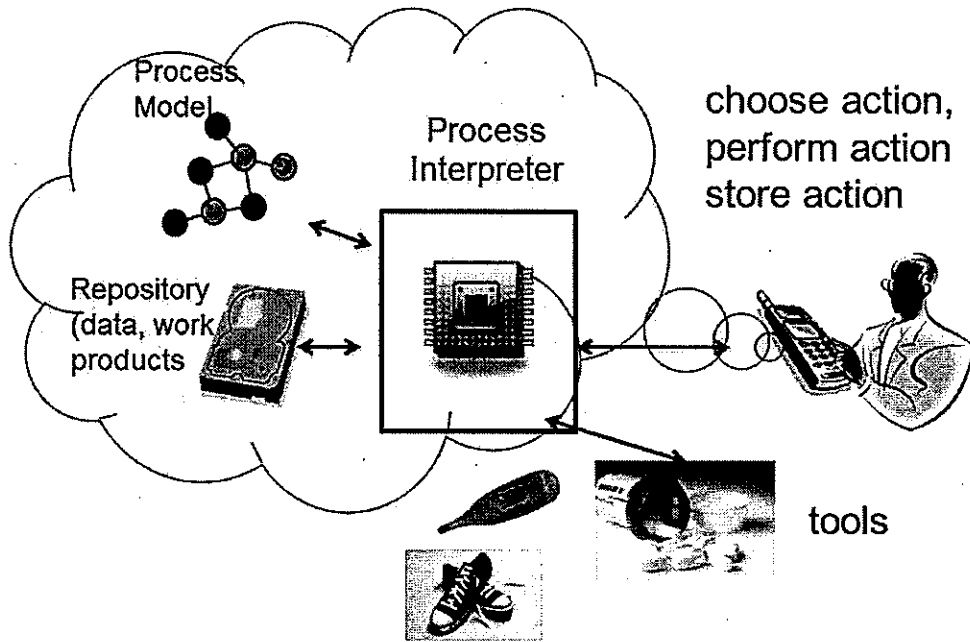 Process
Model
Process
Interpreter
choose action,
perform action
store action
Repository
(data, work
products
tools